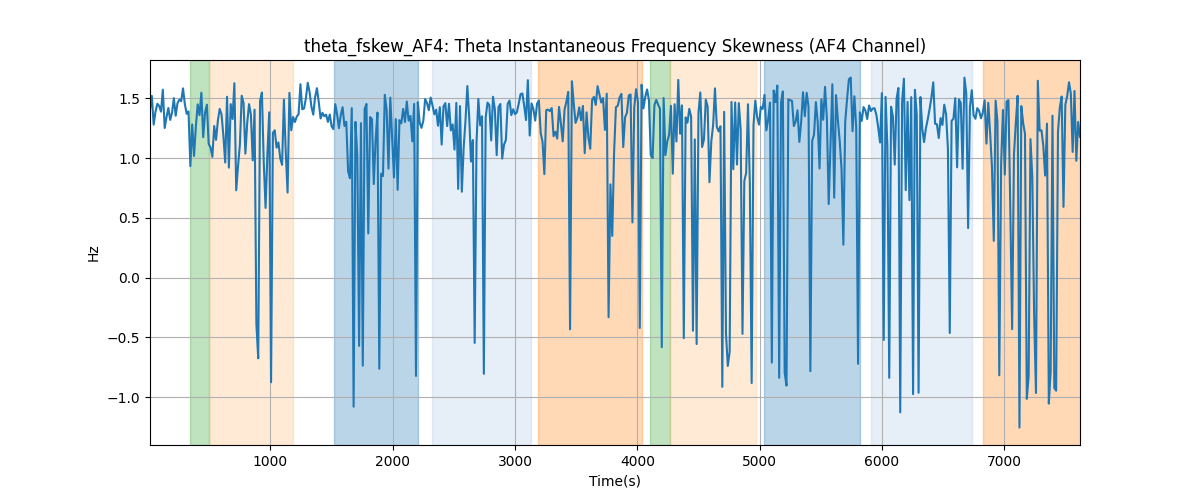 theta_fskew_AF4: Theta Instantaneous Frequency Skewness (AF4 Channel)
1.5
1.0
0.5
0.0
−0.5
−1.0
Hz
1000 2000 3000 4000 5000 6000 7000
Time(s)